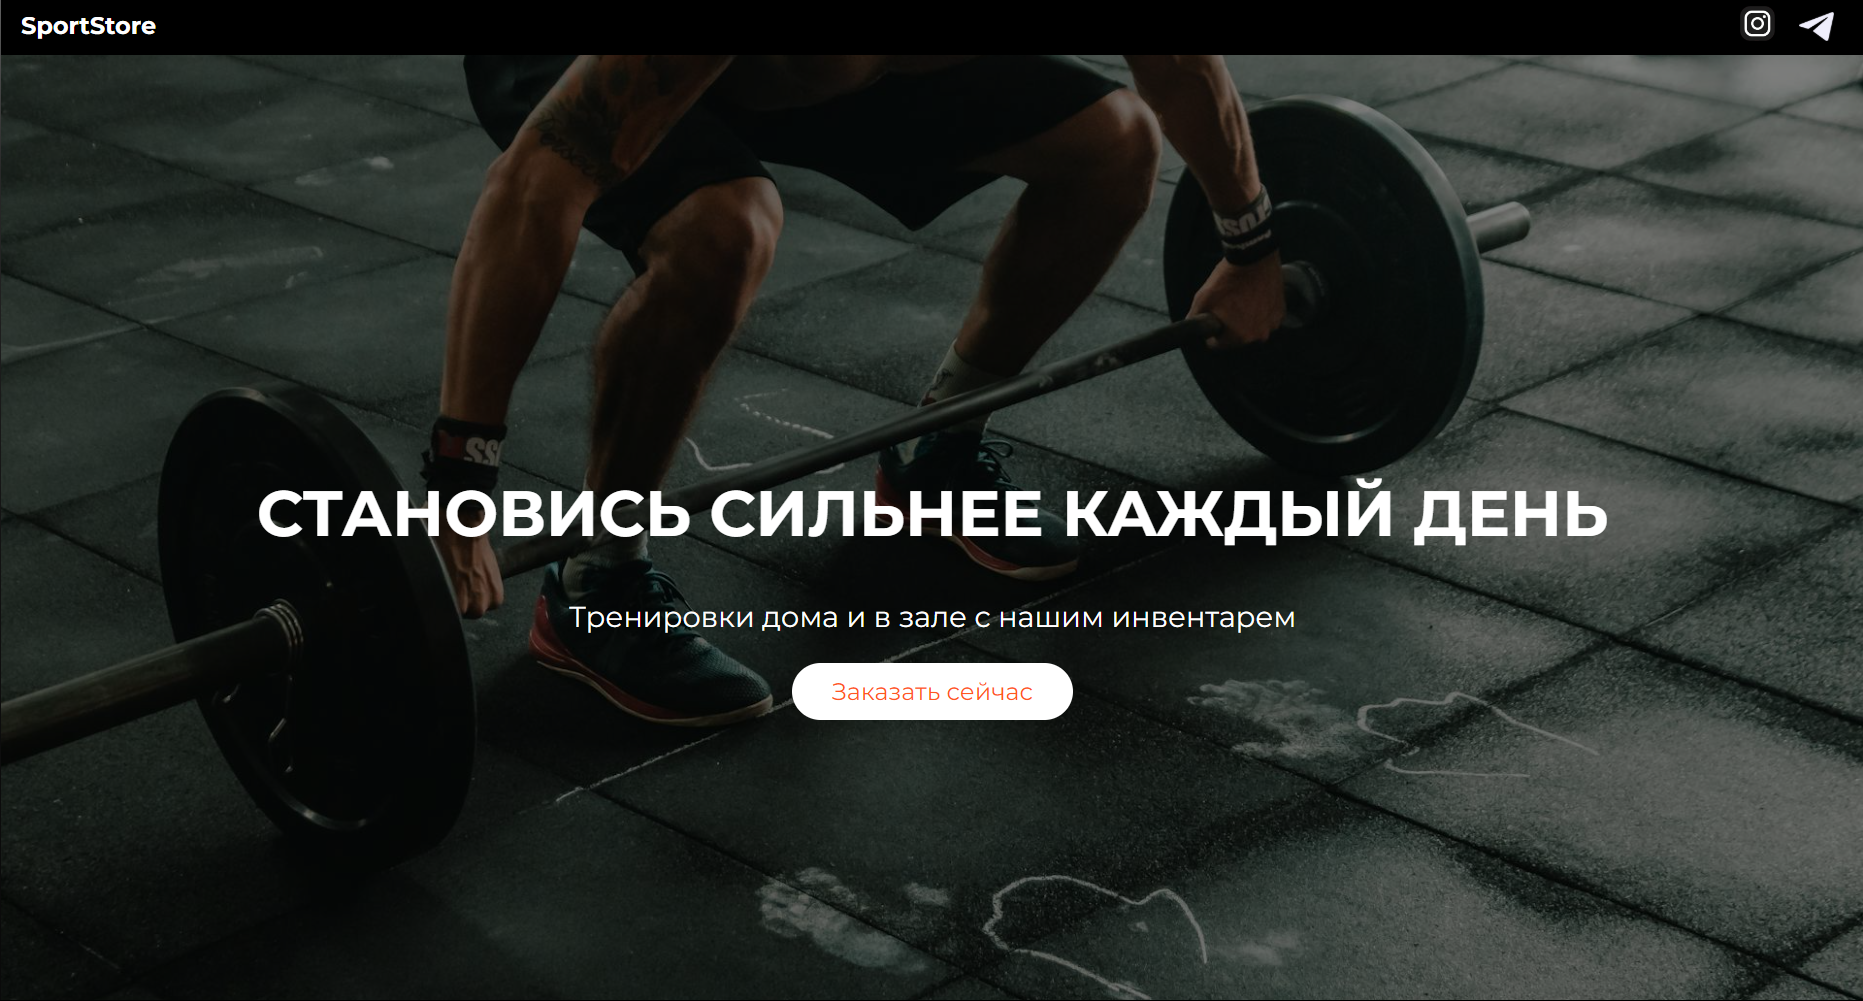 SportStore
СТАНОВИСЬ СИЛЬНЕЕ КАЖДЫЙ ДЕНЬ
Тренировки дома и в зале с нашим инвентарем
Заказать сейчас